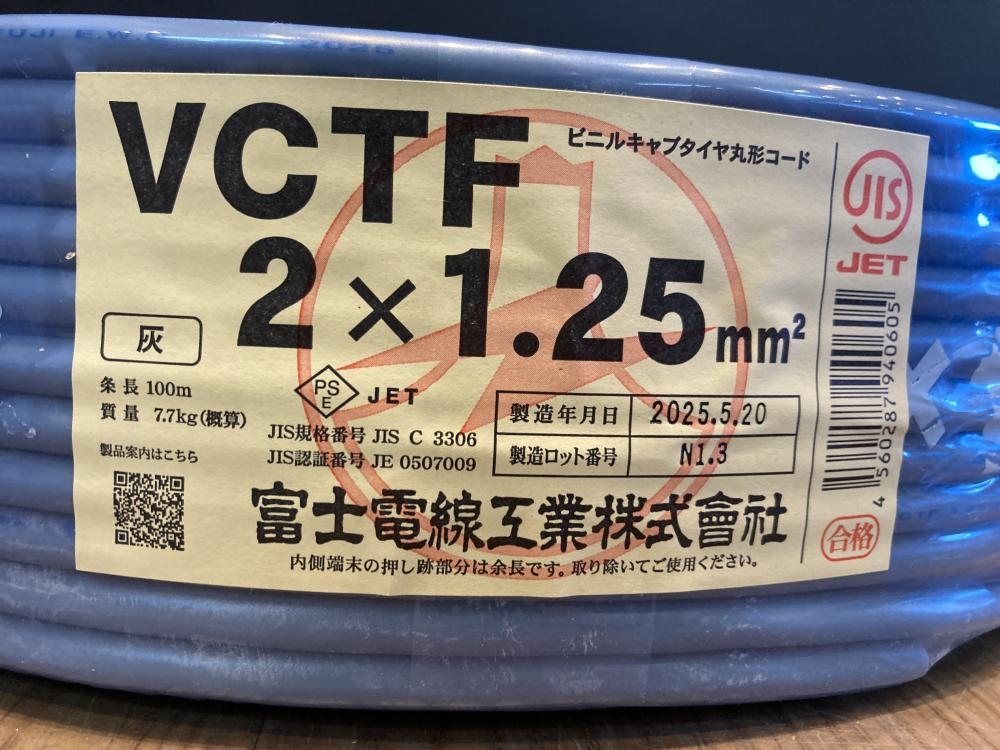 FUJI E.W.C 2025
VCTF
ビニルキャブタイヤ丸形コード
2×1.25mm²
灰
条長 100m
質量 7.7kg(概算)
製品案内はこちら
PS
E
JET
JIS規格番号 JIS C 3306
JIS認証番号 JE 0507009
製造年月日 2025.5.20
製造ロット番号 N1.3
富士電線工業株式會社
内側端末の押し跡部分は余長です。取り除いてご使用ください。
JIS
JET
4 560287 940605
合格